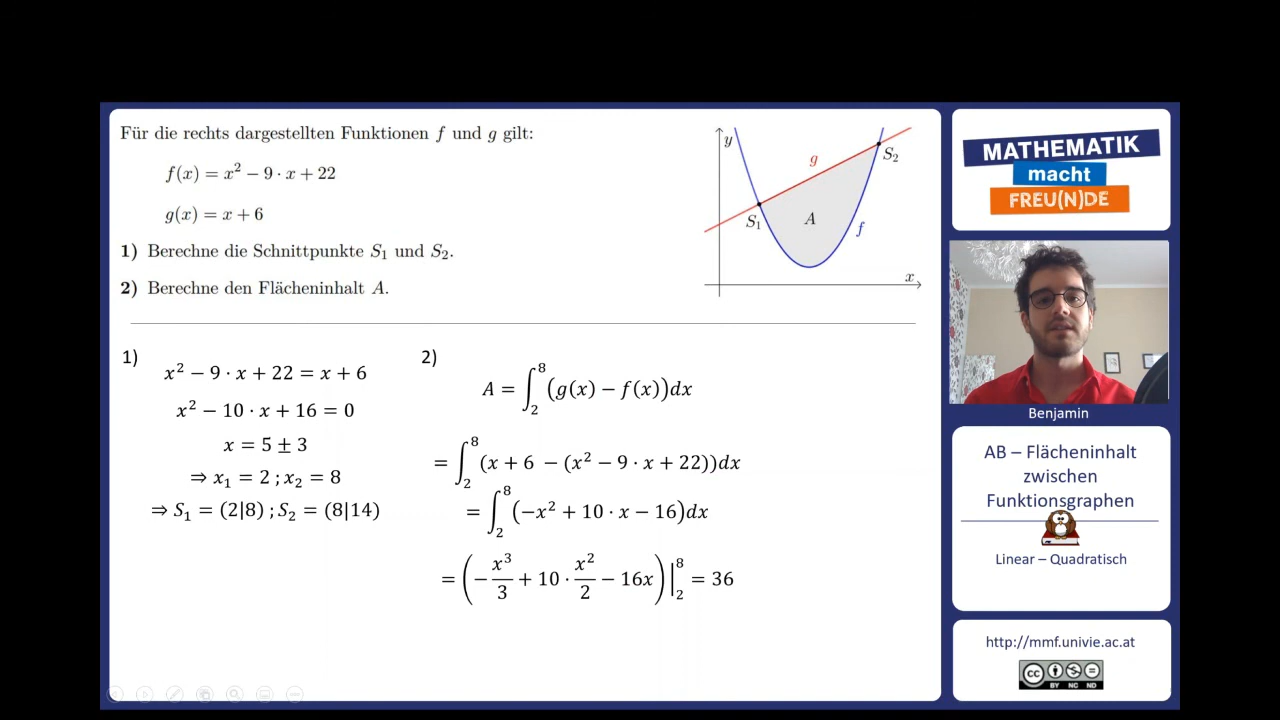 Für die rechts dargestellten Funktionen f und g gilt:
f(x) = x² − 9 · x + 22
g(x) = x + 6
1) Berechne die Schnittpunkte S₁ und S₂.
2) Berechne den Flächeninhalt A.
y
g
S₂
S₁
A
f
x
1)
x² − 9 · x + 22 = x + 6
x² − 10 · x + 16 = 0
x = 5 ± 3
⇒ x₁ = 2 ; x₂ = 8
⇒ S₁ = (2|8) ; S₂ = (8|14)
2)
A = ∫₂⁸ (g(x) − f(x))dx
= ∫₂⁸ (x + 6 − (x² − 9 · x + 22))dx
= ∫₂⁸ (−x² + 10 · x − 16)dx
= (−x³/3 + 10 · x²/2 − 16x)|₂⁸ = 36
MATHEMATIK
macht
FREU(N)DE
Benjamin
AB – Flächeninhalt
zwischen
Funktionsgraphen
Linear – Quadratisch
http://mmf.univie.ac.at
cc
BY NC ND